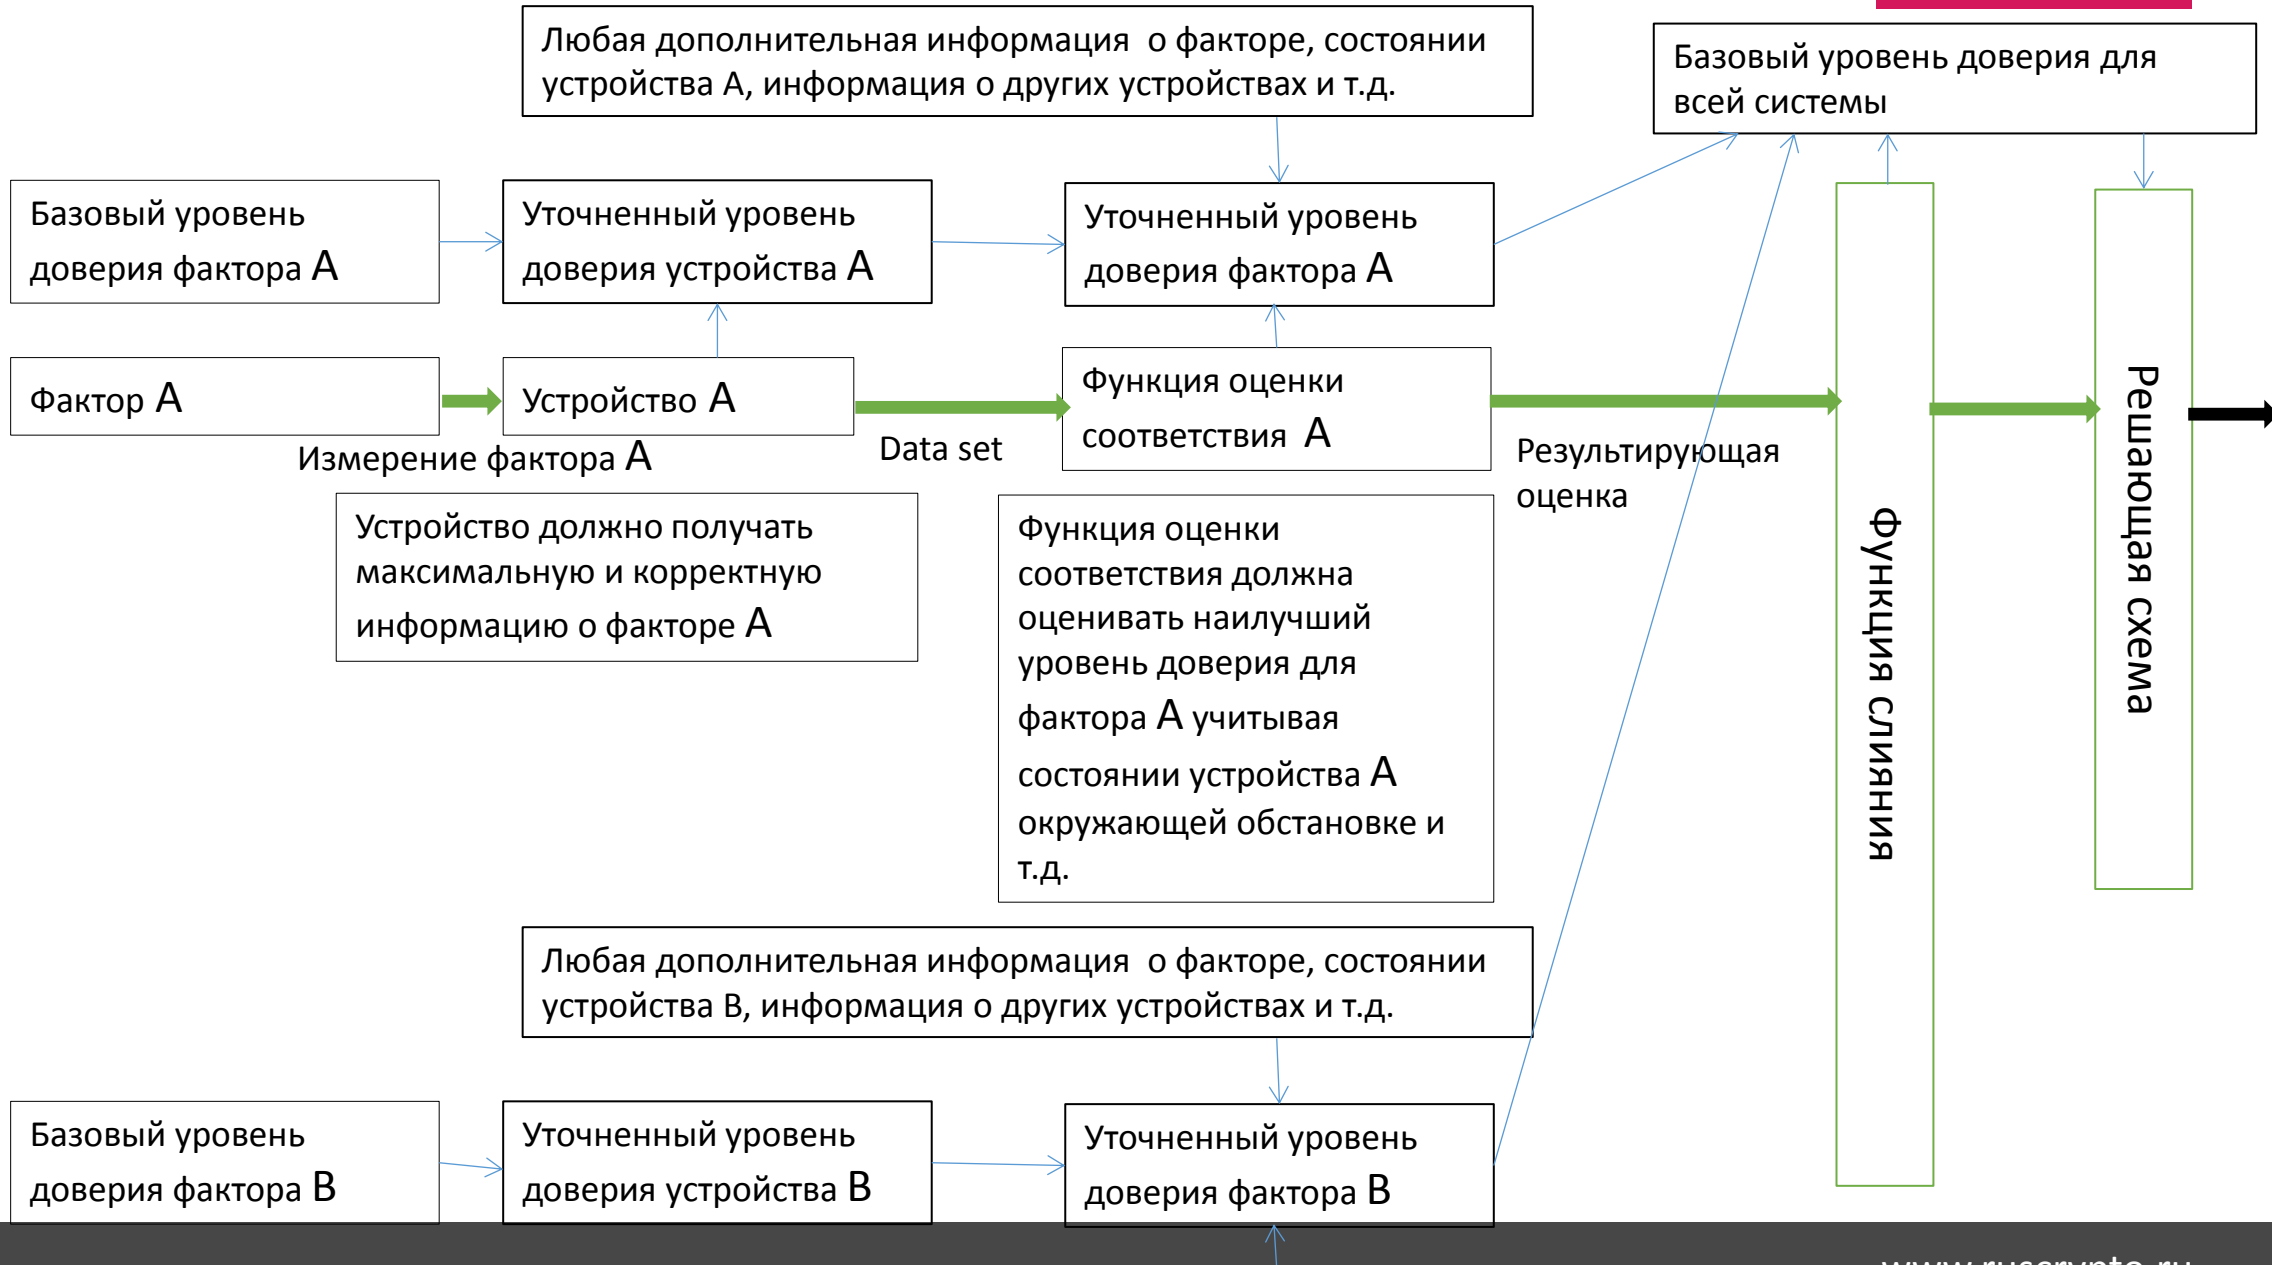 Любая дополнительная информация  о факторе, состоянии
устройства А, информация о других устройствах и т.д.
Базовый уровень доверия для
всей системы
Базовый уровень
доверия фактора А
Уточненный уровень
доверия устройства А
Уточненный уровень
доверия фактора А
Фактор А
Устройство А
Функция оценки
соответствия  А
Измерение фактора А
Data set
Результирующая
оценка
Устройство должно получать
максимальную и корректную
информацию о факторе А
Функция оценки
соответствия должна
оценивать наилучший
уровень доверия для
фактора А учитывая
состоянии устройства А
окружающей обстановке и
т.д.
Функция слияния
Решающая схема
Любая дополнительная информация  о факторе, состоянии
устройства В, информация о других устройствах и т.д.
Базовый уровень
доверия фактора В
Уточненный уровень
доверия устройства В
Уточненный уровень
доверия фактора В
www.ruscrypto.ru